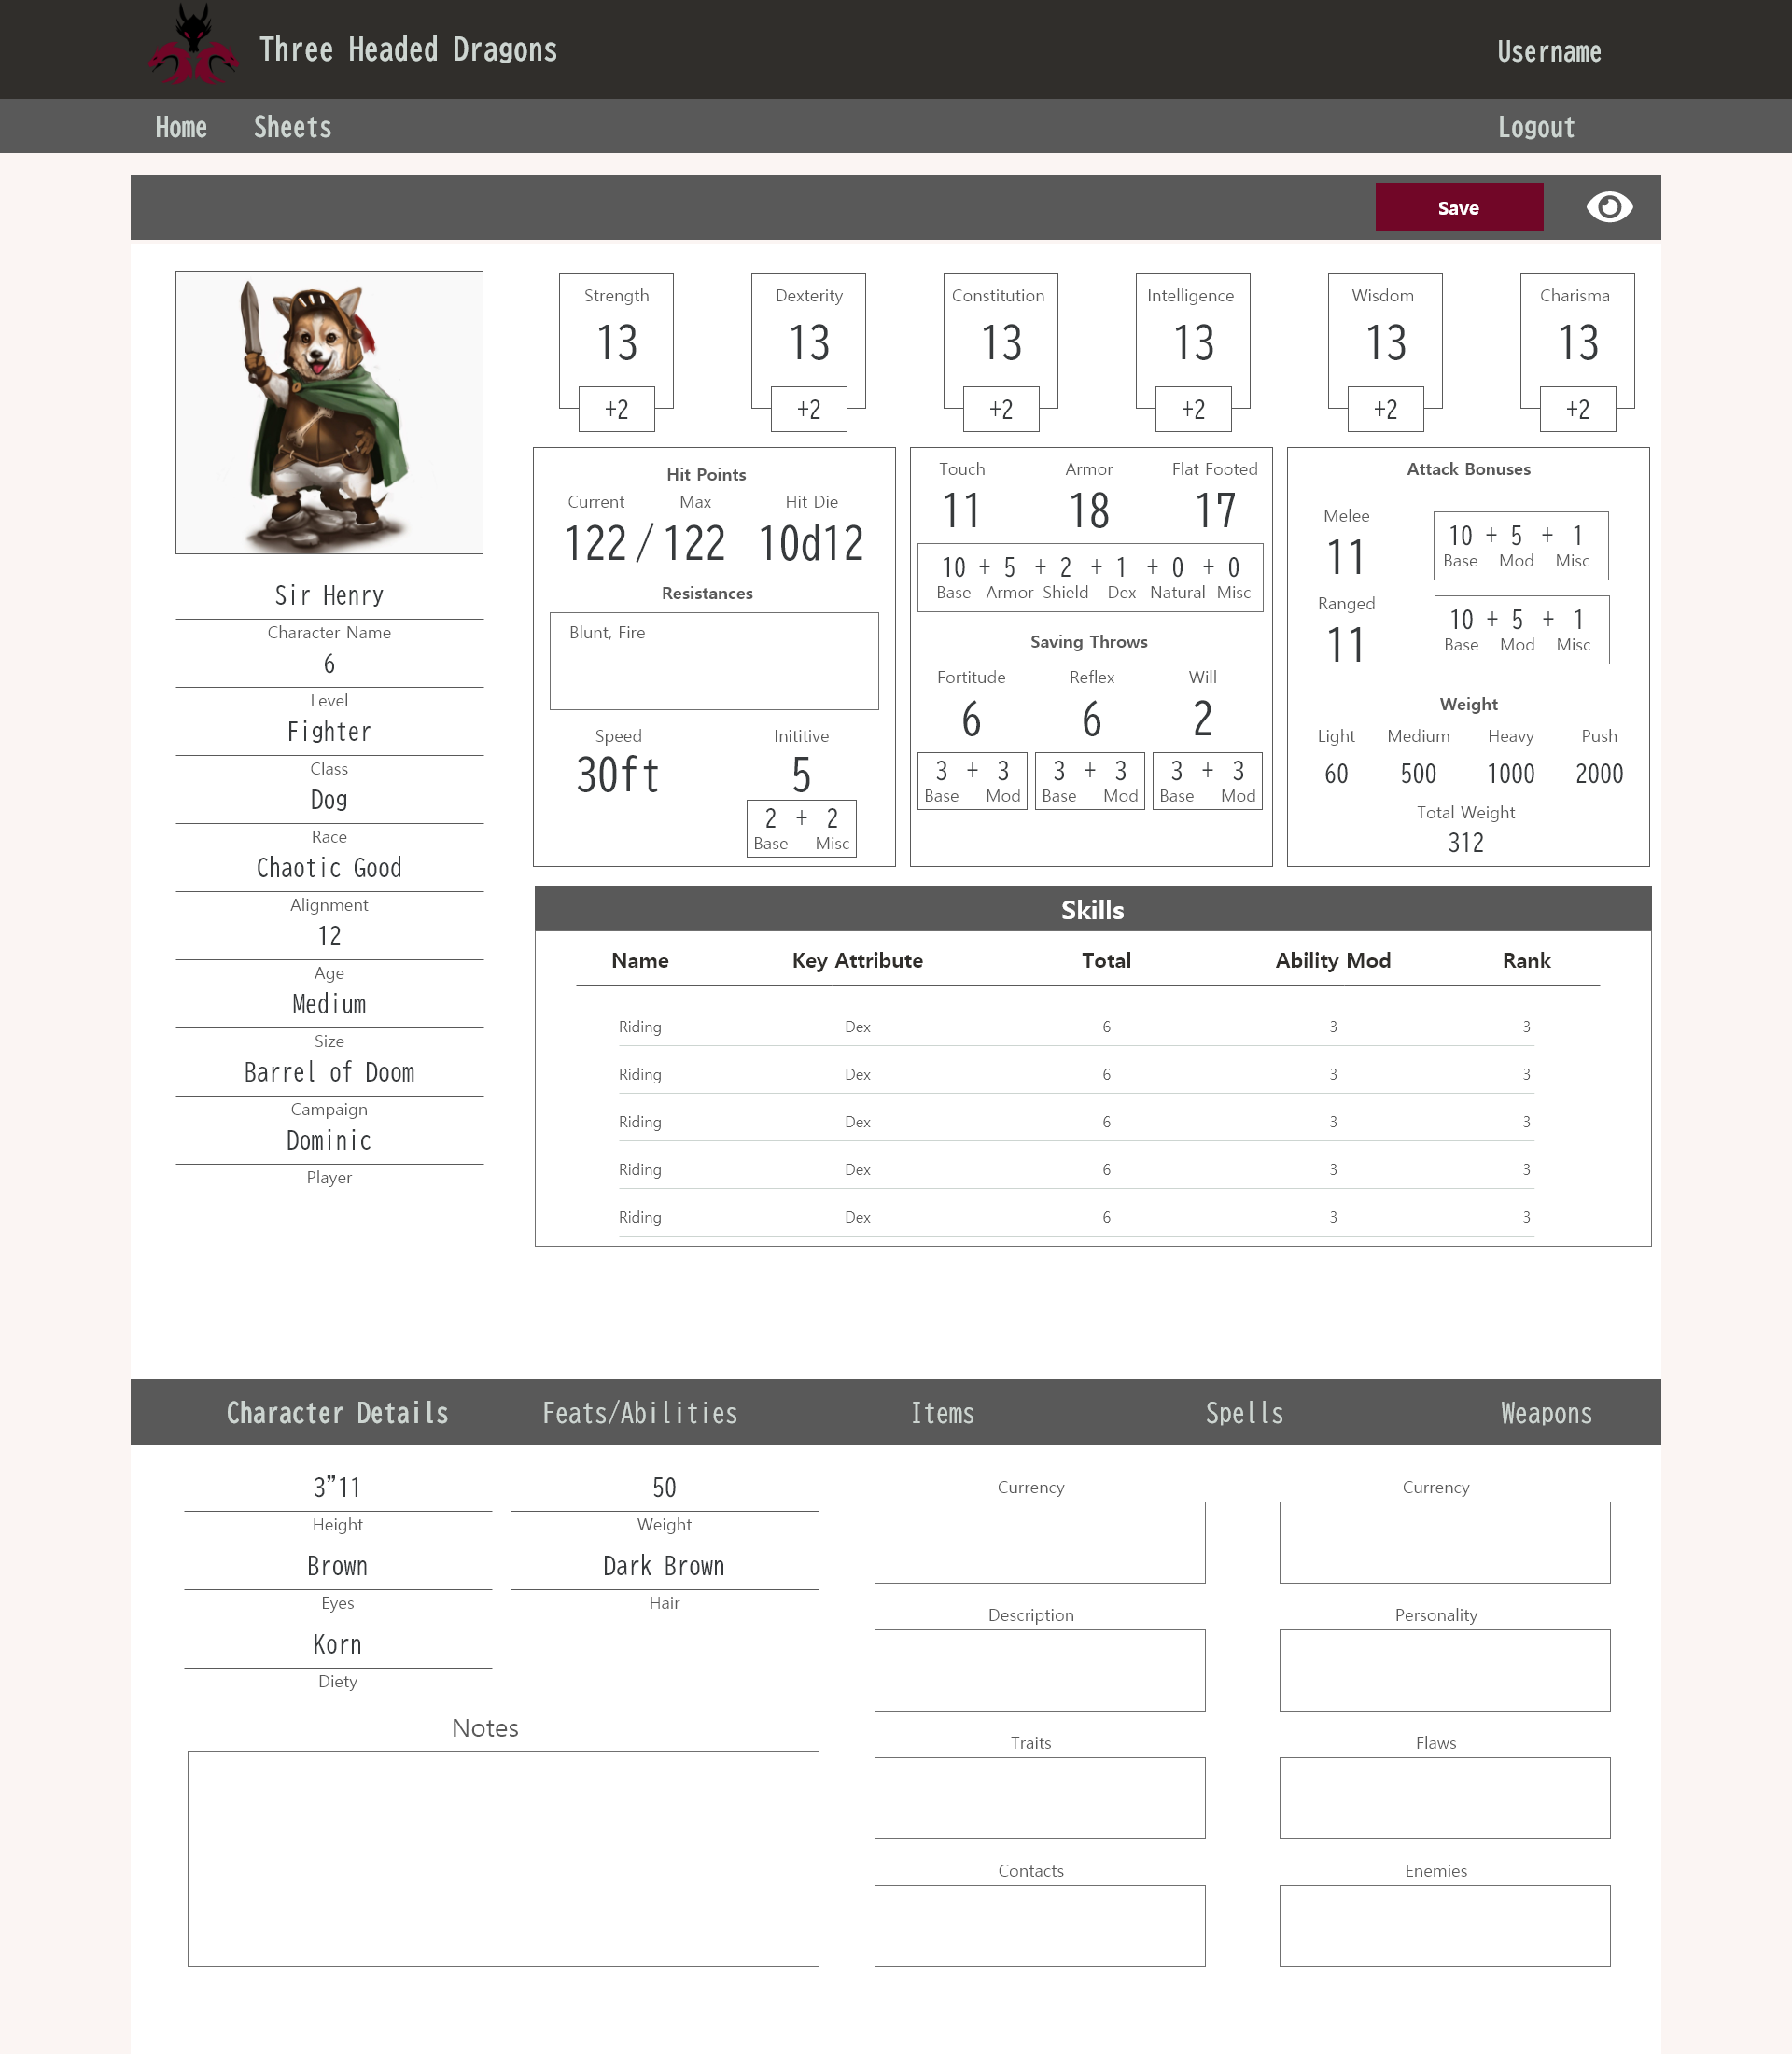 Three Headed Dragons
Username
Home Sheets
Logout
Save
Strength Dexterity Constitution Intelligence Wisdom Charisma
13 13 13 13 13 13
+2 +2 +2 +2 +2 +2
Sir Henry
Character Name
6
Level
Fighter
Class
Dog
Race
Chaotic Good
Alignment
12
Age
Medium
Size
Barrel of Doom
Campaign
Dominic
Player
Hit Points
Current Max Hit Die
122 / 122 10d12
Resistances
Blunt, Fire
Speed Inititive
30ft 5
2 + 2
Base Misc
Touch Armor Flat Footed
11 18 17
10 + 5 + 2 + 1 + 0 + 0
Base Armor Shield Dex Natural Misc
Saving Throws
Fortitude Reflex Will
6 6 2
3 + 3 3 + 3 3 + 3
Base Mod Base Mod Base Mod
Attack Bonuses
Melee
11
10 + 5 + 1
Base Mod Misc
Ranged
11
10 + 5 + 1
Base Mod Misc
Weight
Light Medium Heavy Push
60 500 1000 2000
Total Weight
312
Skills
Name Key Attribute Total Ability Mod Rank
Riding Dex 6 3 3
Riding Dex 6 3 3
Riding Dex 6 3 3
Riding Dex 6 3 3
Riding Dex 6 3 3
Character Details Feats/Abilities Items Spells Weapons
3”11 50
Height Weight
Brown Dark Brown
Eyes Hair
Korn
Diety
Notes
Currency Currency
Description Personality
Traits Flaws
Contacts Enemies